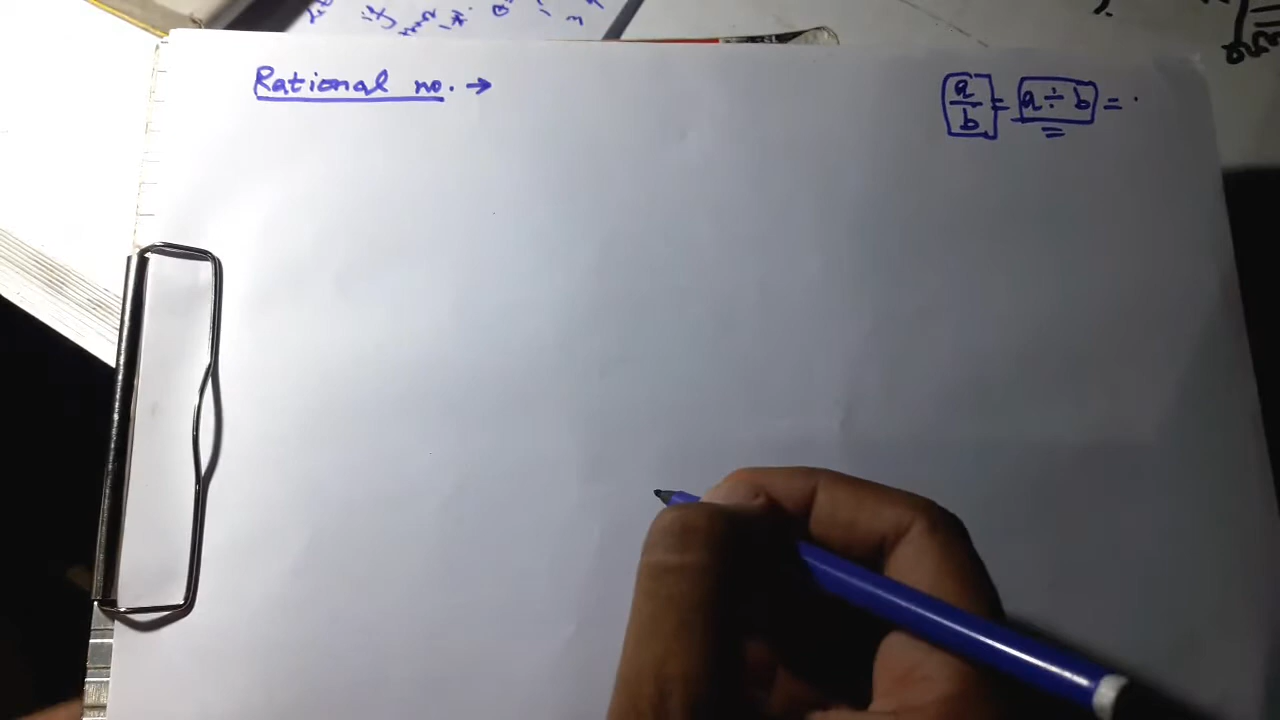 Rational no. →
a/b = a ÷ b = ·